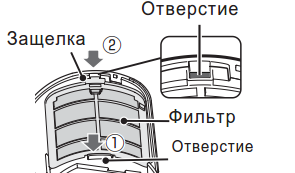 Отверстие
Защелка ②
Фильтр
①
Отверстие